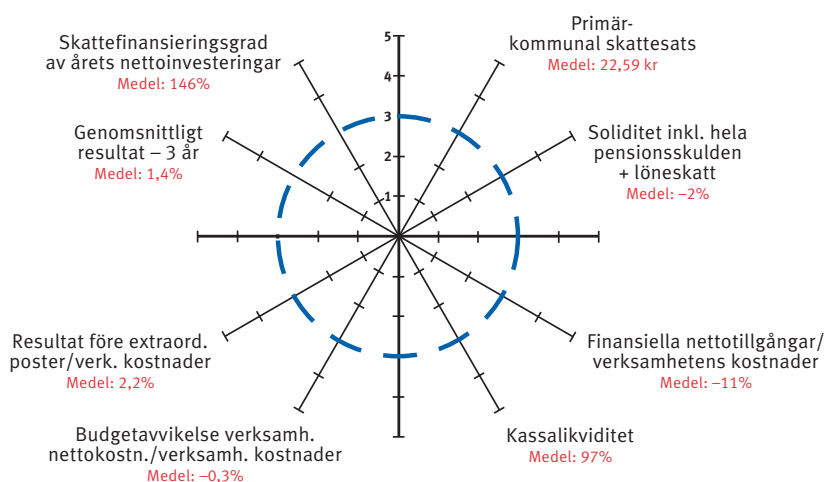 Skattefinansieringsgrad
av årets nettoinvesteringar
Medel: 146%
5
4
3
2
1
Primär-
kommunal skattesats
Medel: 22,59 kr
Genomsnittligt
resultat – 3 år
Medel: 1,4%
Soliditet inkl. hela
pensionsskulden
+ löneskatt
Medel: –2%
Resultat före extraord.
poster/verk. kostnader
Medel: 2,2%
Finansiella nettotillgångar/
verksamhetens kostnader
Medel: –11%
Budgetavvikelse verksamh.
nettokostn./verksamh. kostnader
Medel: –0,3%
Kassalikviditet
Medel: 97%